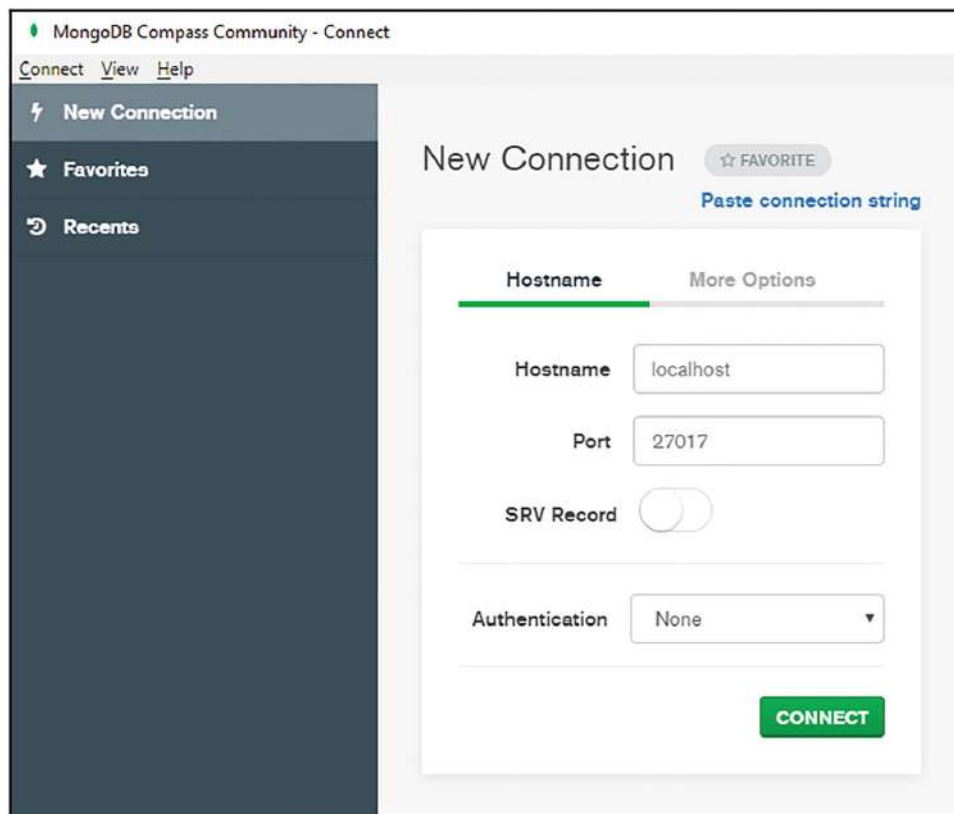 MongoDB Compass Community - Connect
Connect View Help
New Connection
Favorites
Recents
New Connection
FAVORITE
Paste connection string
Hostname
More Options
Hostname
localhost
Port
27017
SRV Record
Authentication
None
CONNECT